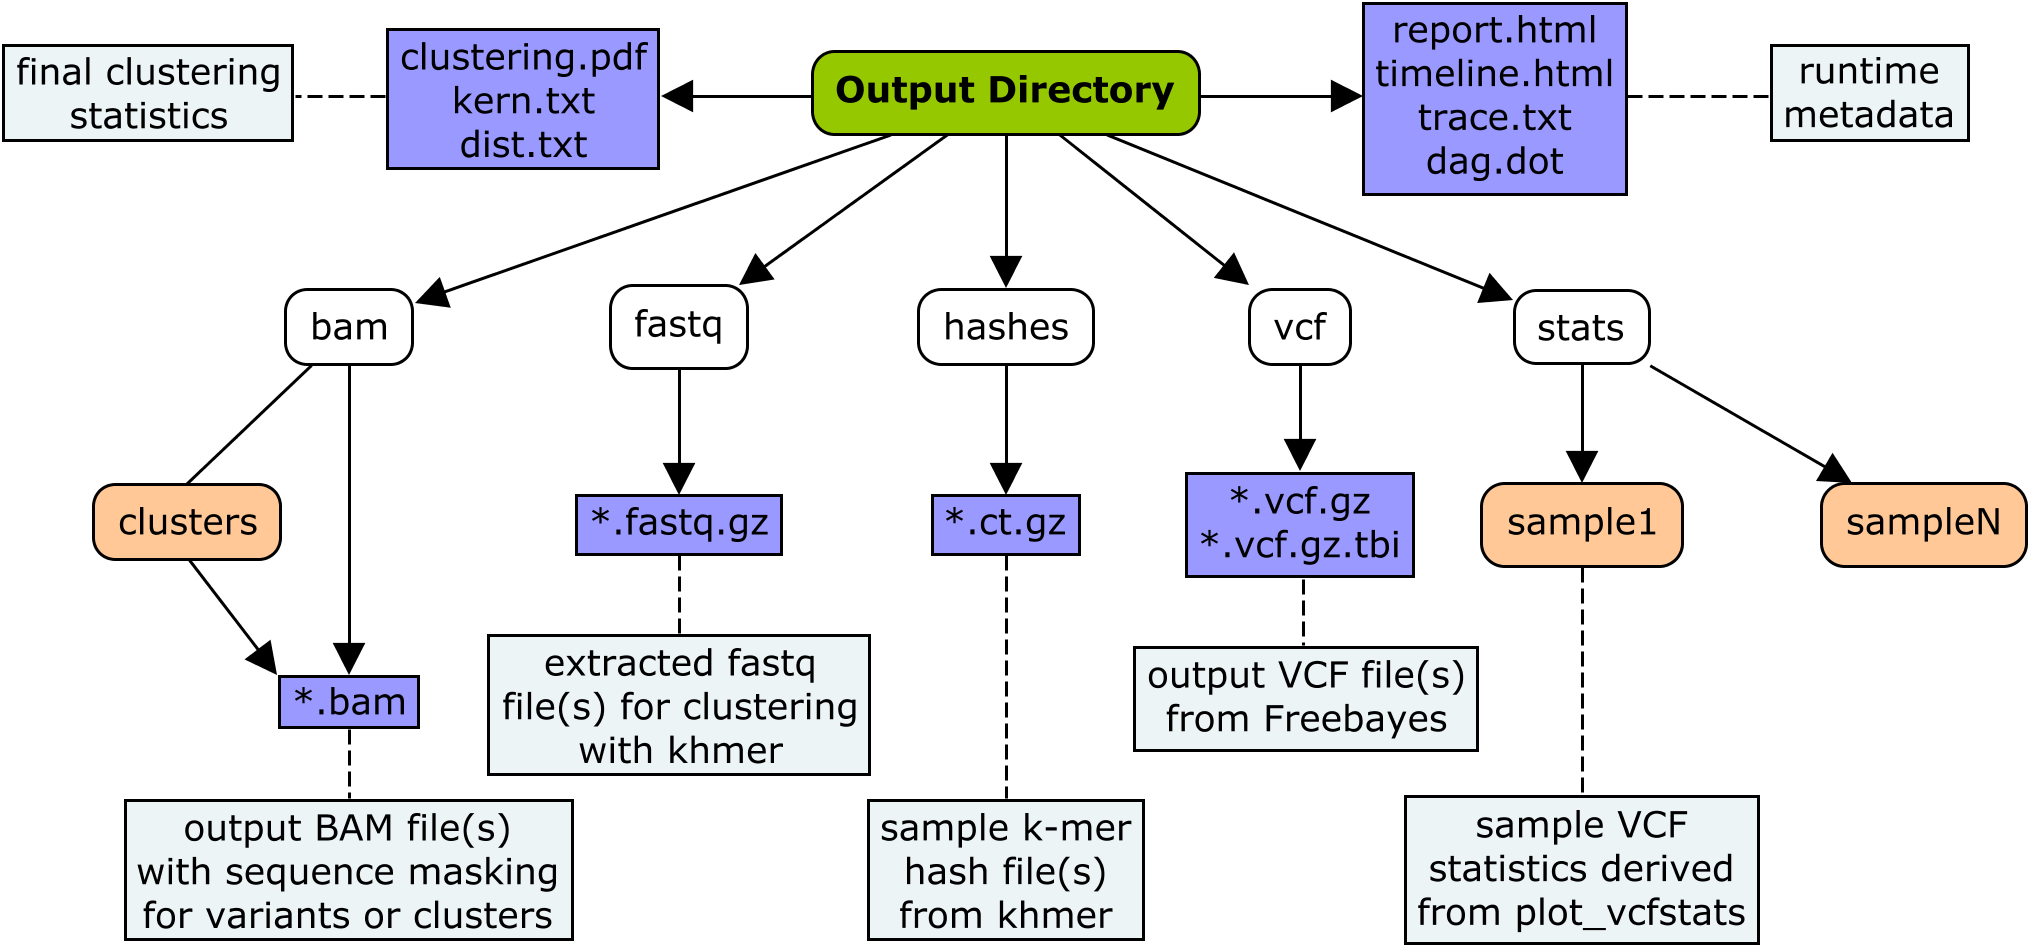 final clustering
statistics
clustering.pdf
kern.txt
dist.txt
Output Directory
report.html
timeline.html
trace.txt
dag.dot
runtime
metadata
bam
fastq
hashes
vcf
stats
clusters
*.fastq.gz
*.ct.gz
*.vcf.gz
*.vcf.gz.tbi
sample1
sampleN
*.bam
extracted fastq
file(s) for clustering
with khmer
output VCF file(s)
from Freebayes
output BAM file(s)
with sequence masking
for variants or clusters
sample k-mer
hash file(s)
from khmer
sample VCF
statistics derived
from plot_vcfstats